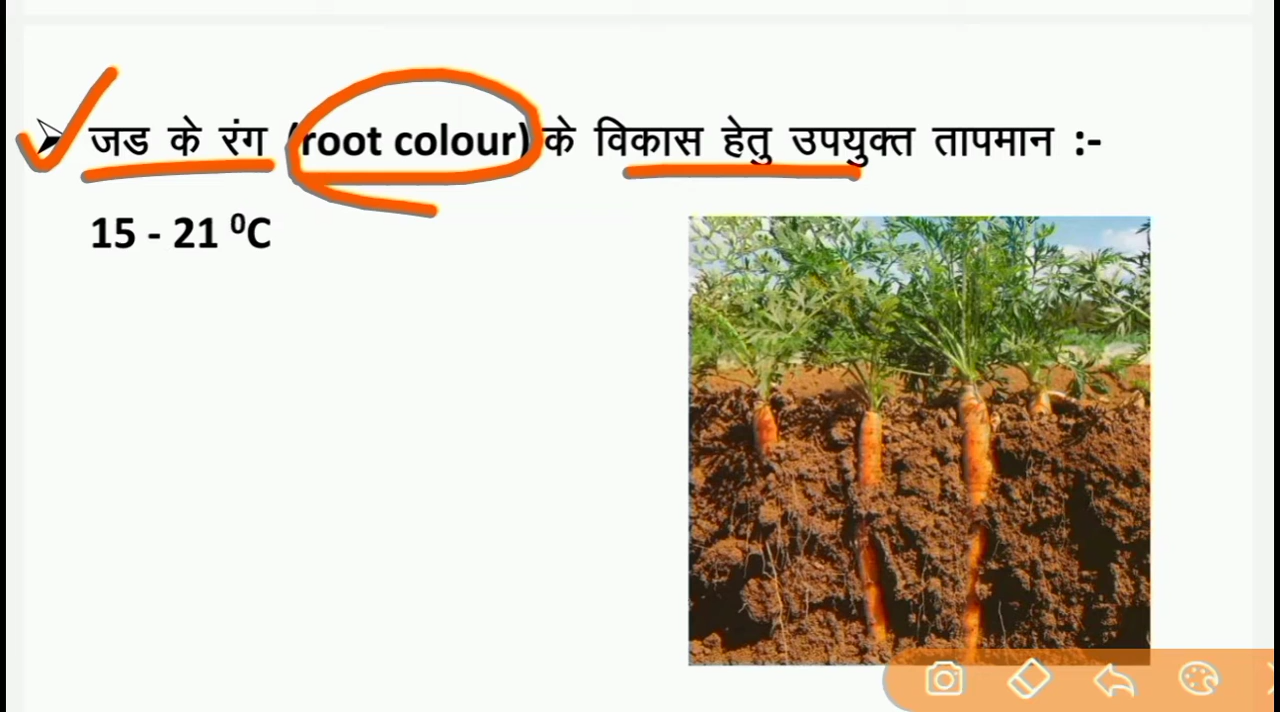 जड के रंग (root colour) के विकास हेतु उपयुक्त तापमान :-
15 - 21 ⁰C